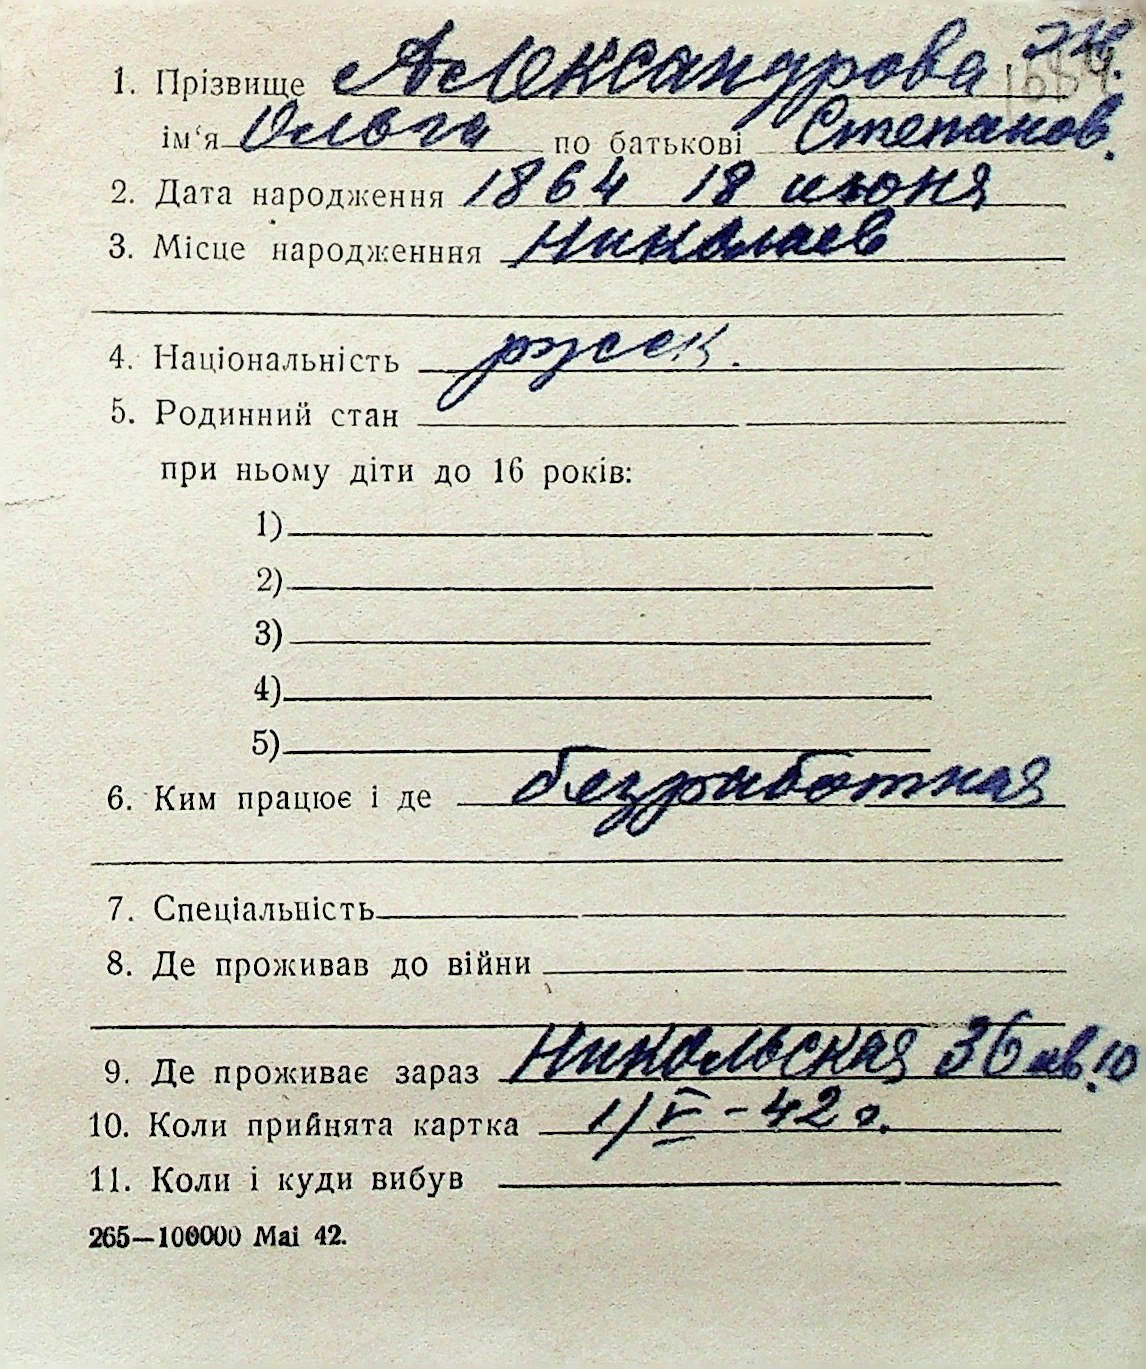 1. Прізвище Александрова
ім'я Ольга по батькові Степанов.
2. Дата народження 1864 18 июня
3. Місце народженння Николаев
4. Національність русск.
5. Родинний стан
при ньому діти до 16 років:
1)
2)
3)
4)
5)
6. Ким працює і де безработная
7. Спеціальність
8. Де проживав до війни
9. Де проживає зараз Никольская 36 кв. 10
10. Коли прийнята картка 1/V-42 г.
11. Коли і куди вибув
265—100000 Маі 42.